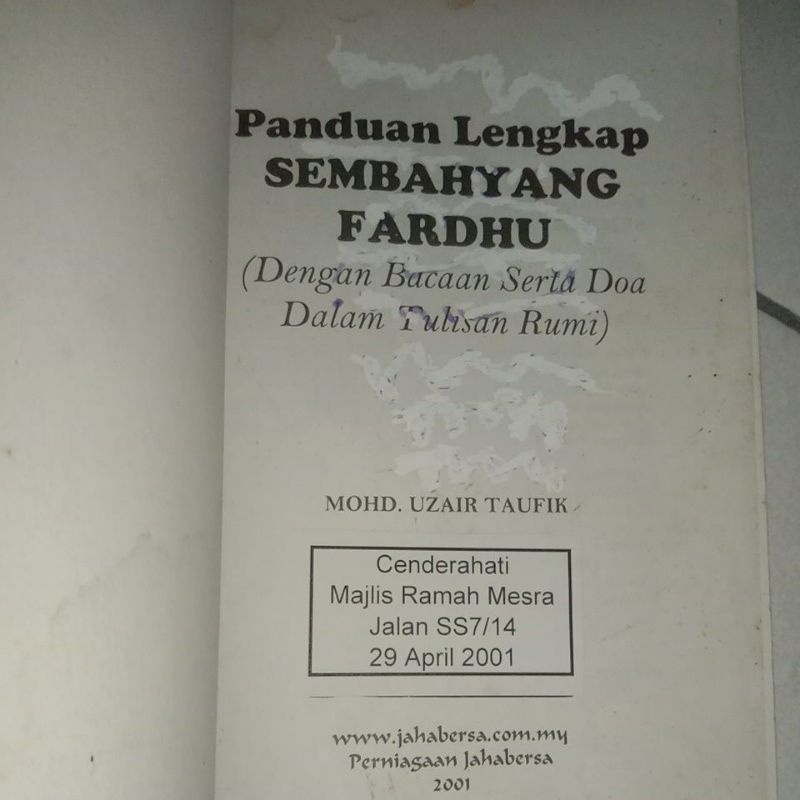 Panduan Lengkap
SEMBAHYANG
FARDHU
(Dengan Bacaan Serta Doa
Dalam Tulisan Rumi)
MOHD. UZAIR TAUFIK
Cenderahati
Majlis Ramah Mesra
Jalan SS7/14
29 April 2001
www.jahabersa.com.my
Perniagaan Jahabersa
2001